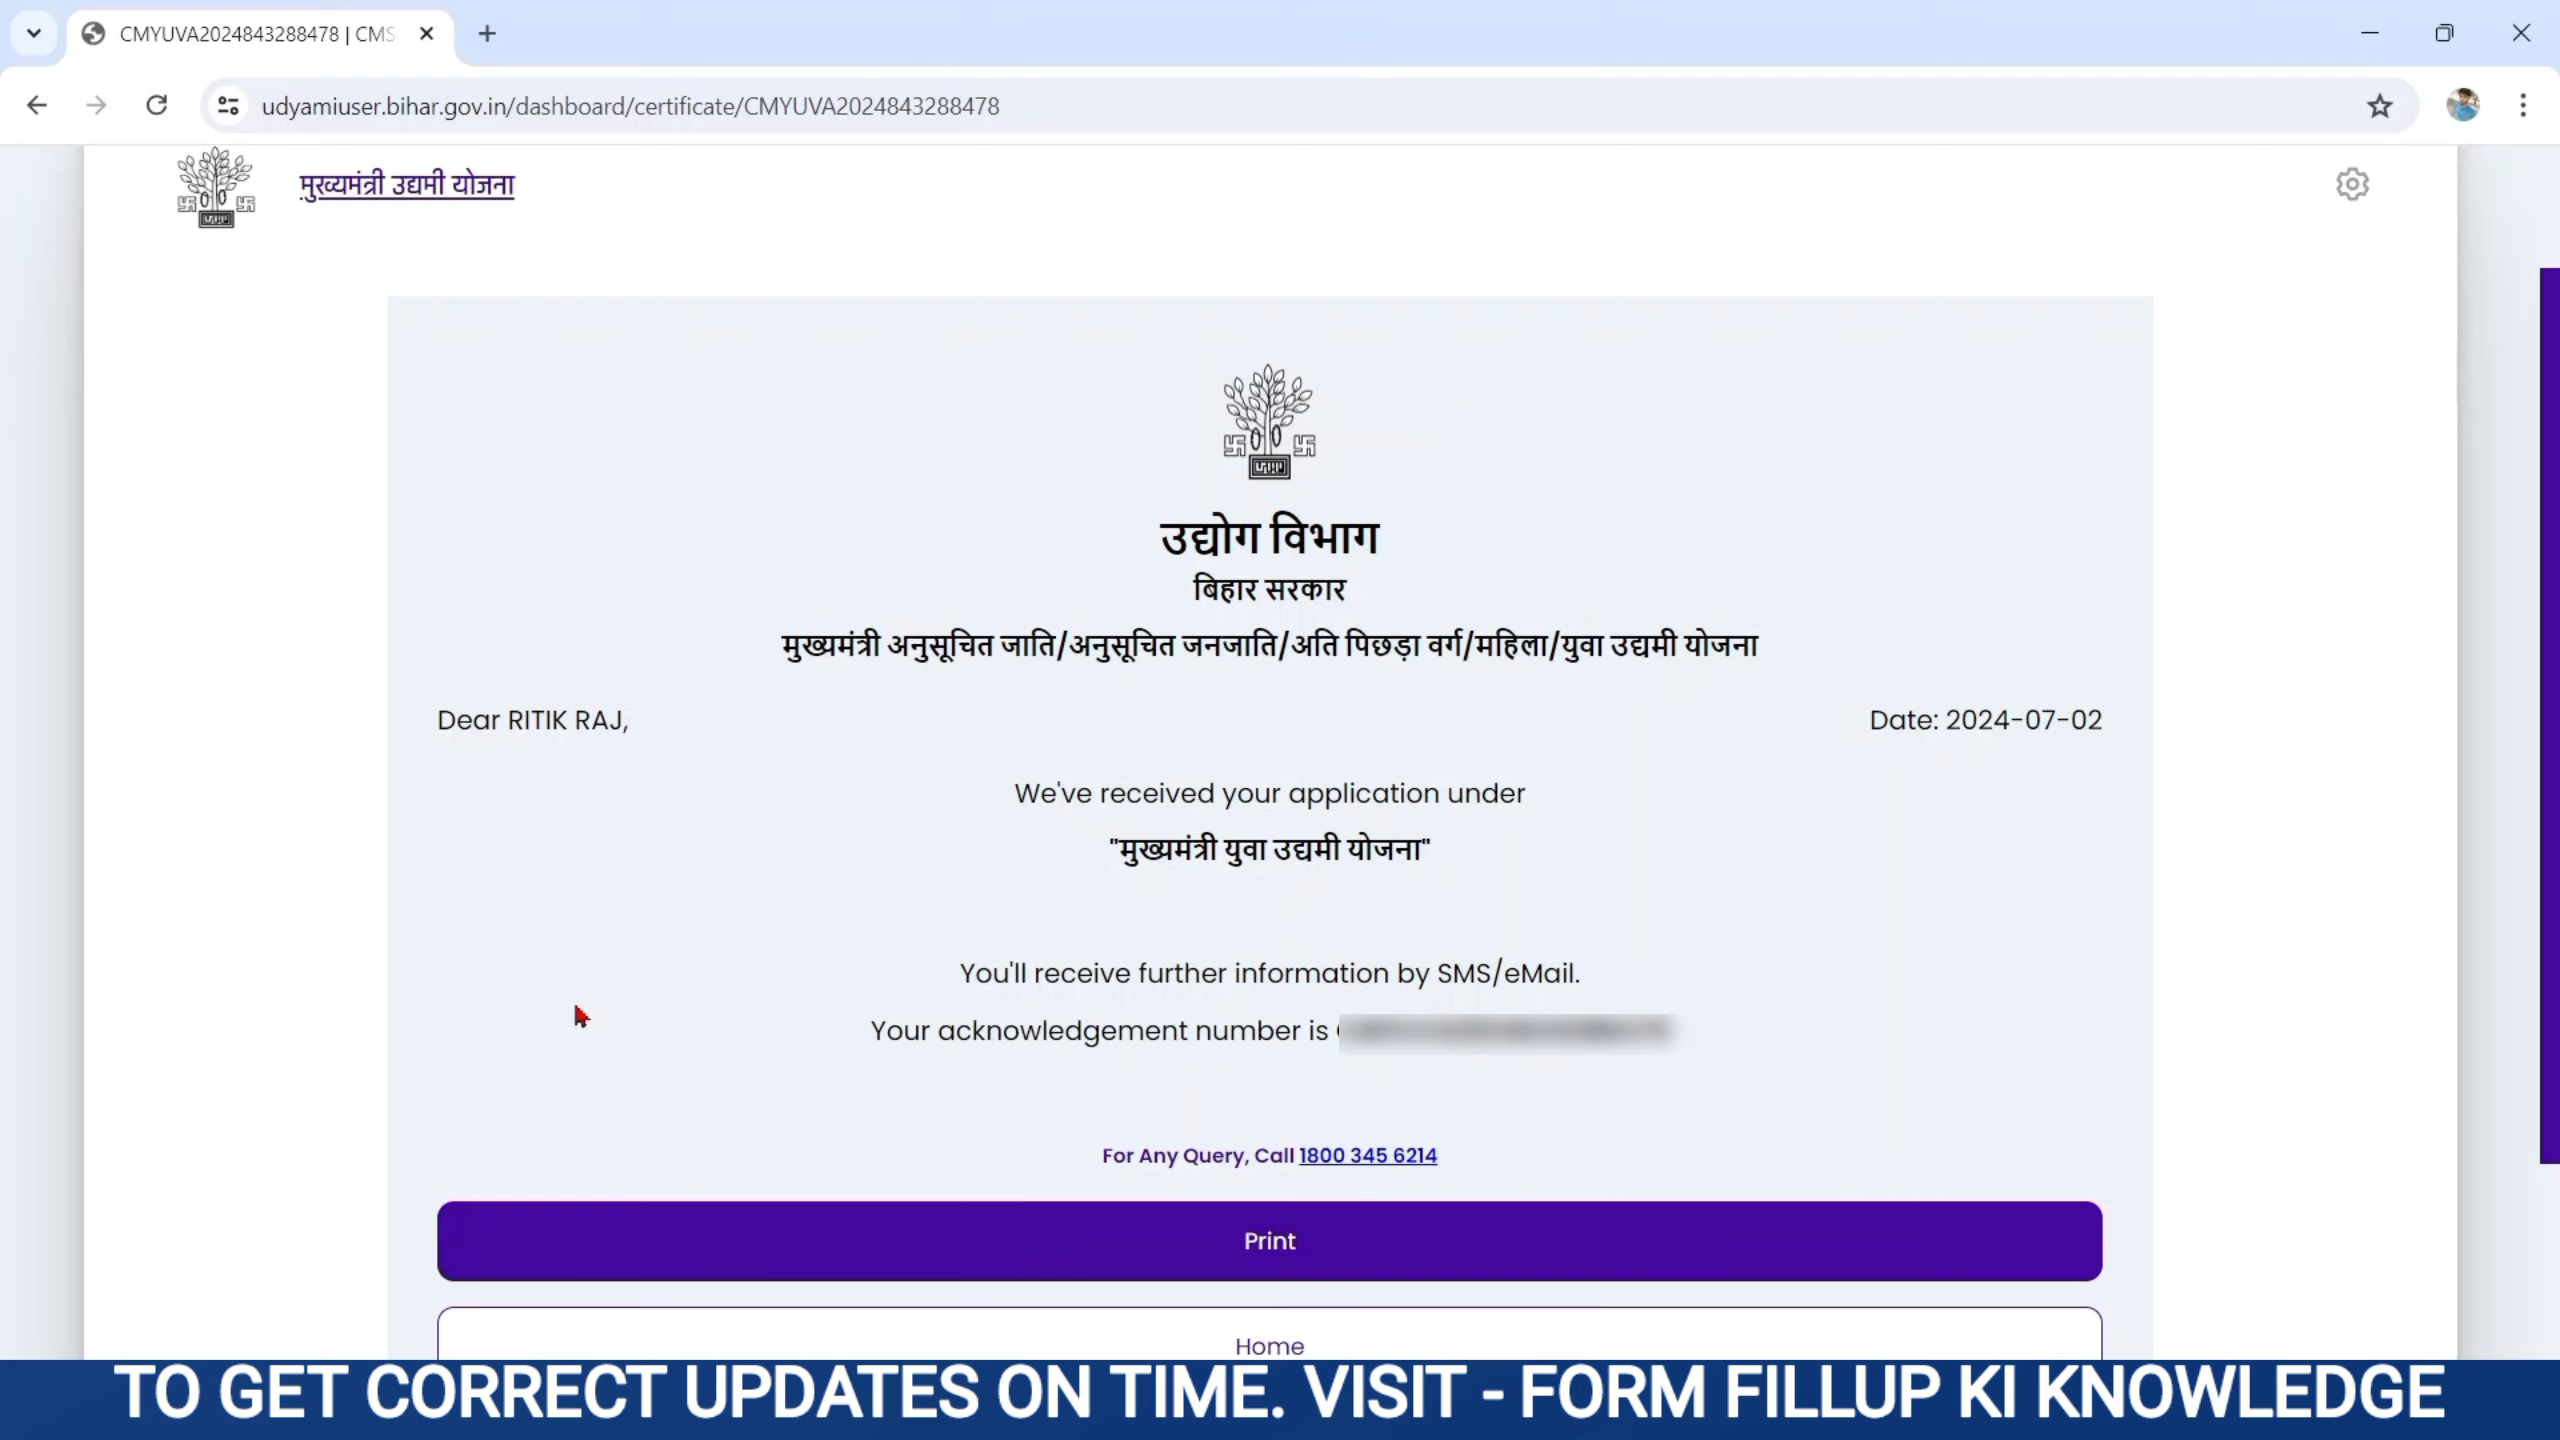 CMYUVA2024843288478 | CMS
udyamiuser.bihar.gov.in/dashboard/certificate/CMYUVA2024843288478
मुख्यमंत्री उद्यमी योजना
उद्योग विभाग
बिहार सरकार
मुख्यमंत्री अनुसूचित जाति/अनुसूचित जनजाति/अति पिछड़ा वर्ग/महिला/युवा उद्यमी योजना
Dear RITIK RAJ,
Date: 2024-07-02
We've received your application under
"मुख्यमंत्री युवा उद्यमी योजना"
You'll receive further information by SMS/eMail.
Your acknowledgement number is
For Any Query, Call 1800 345 6214
Print
Home
TO GET CORRECT UPDATES ON TIME. VISIT - FORM FILLUP KI KNOWLEDGE